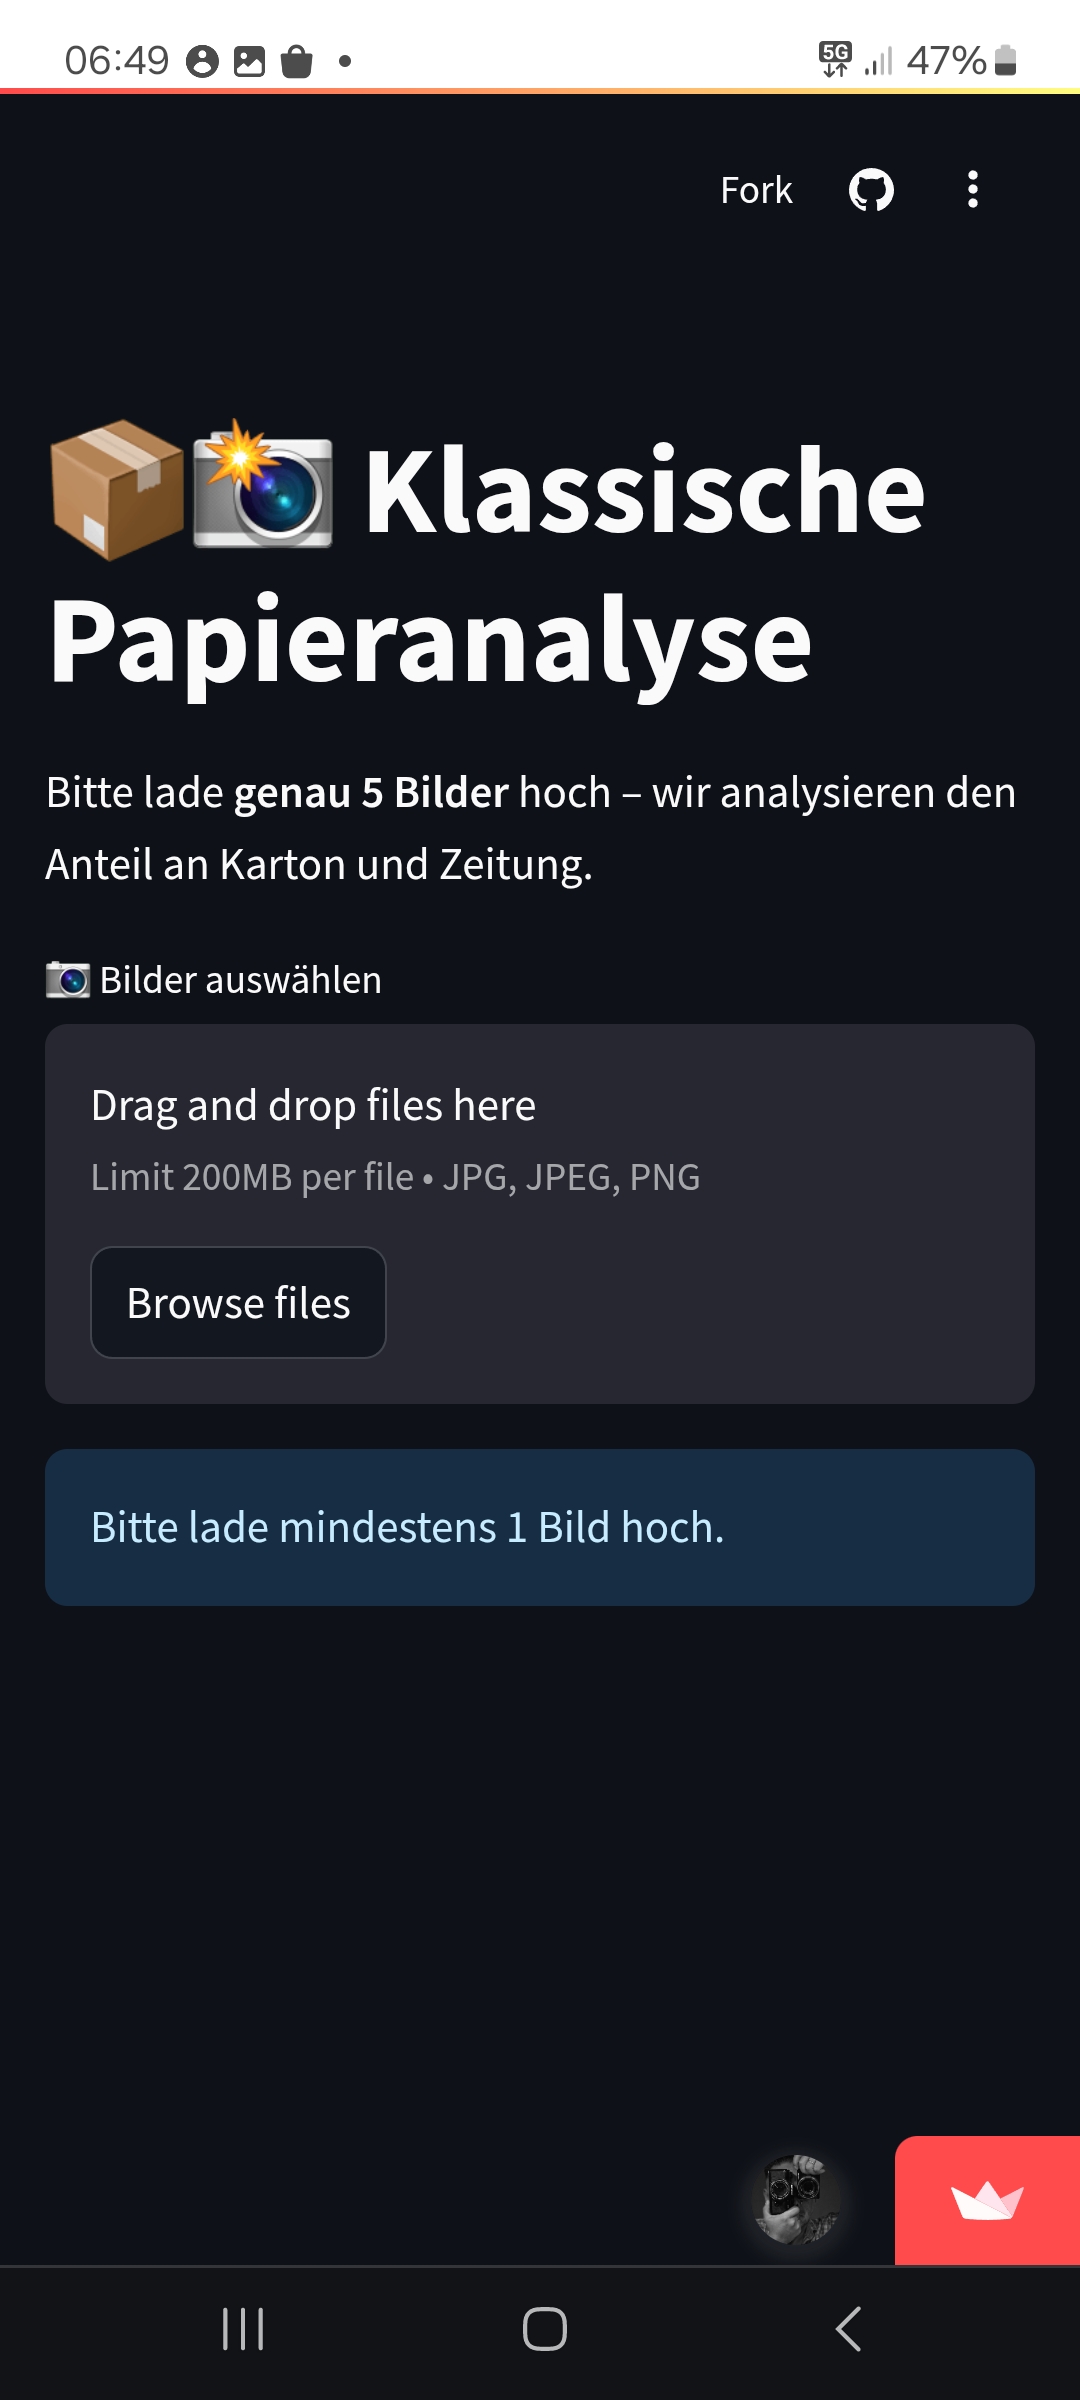 06:49
5G
47%
Fork
📦📸 Klassische
Papieranalyse
Bitte lade genau 5 Bilder hoch – wir analysieren den
Anteil an Karton und Zeitung.
📷 Bilder auswählen
Drag and drop files here
Limit 200MB per file • JPG, JPEG, PNG
Browse files
Bitte lade mindestens 1 Bild hoch.